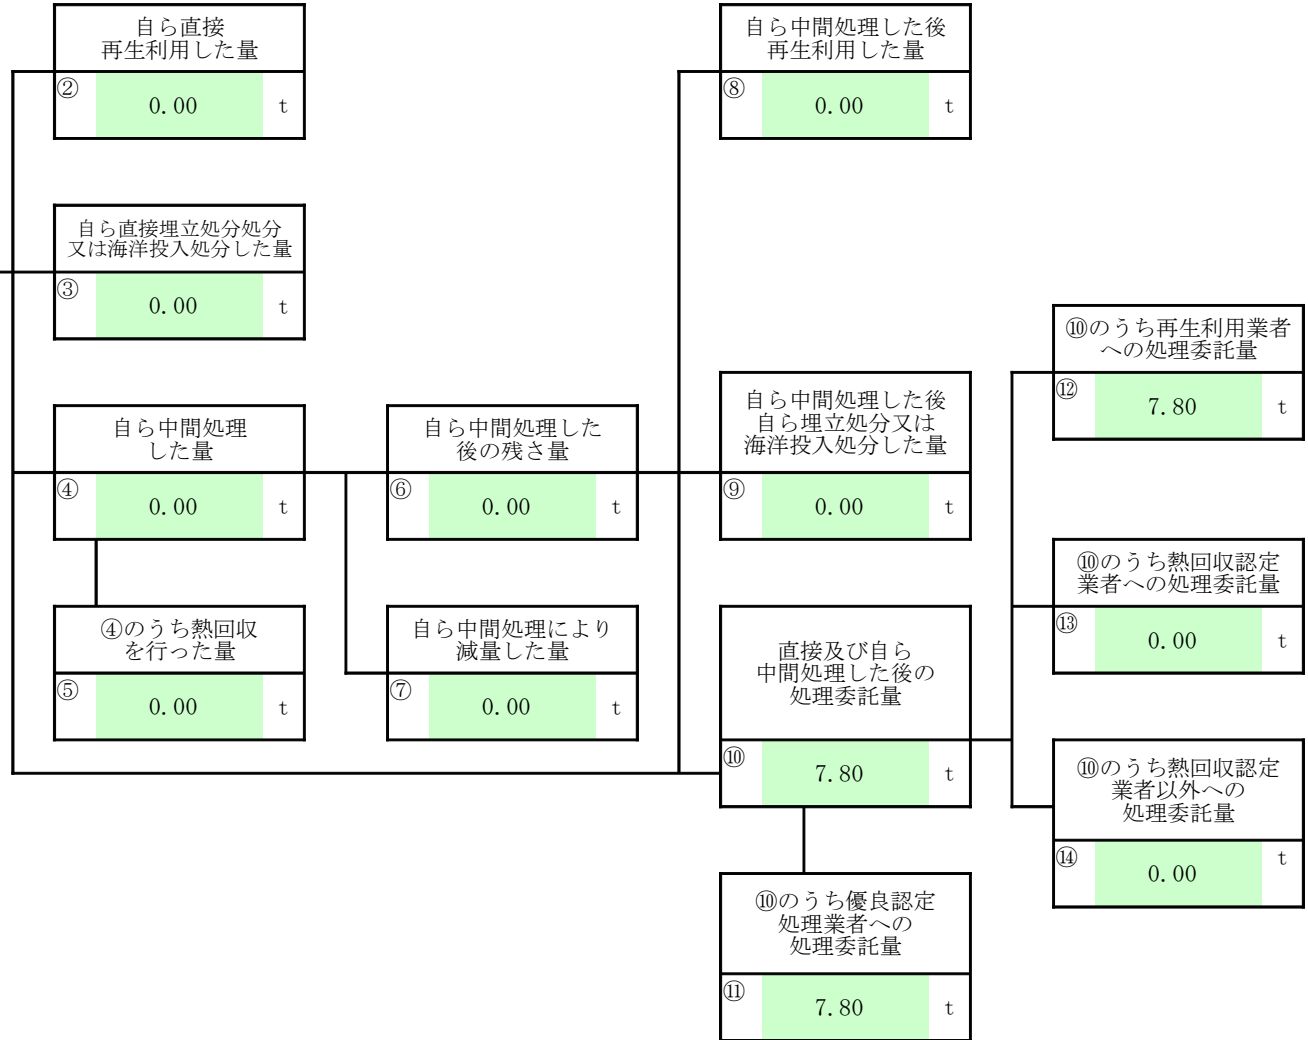 自ら直接
再生利用した量
② 0.00 t
自ら中間処理した後
再生利用した量
⑧ 0.00 t
自ら直接埋立処分処分
又は海洋投入処分した量
③ 0.00 t
⑩のうち再生利用業者
への処理委託量
⑫ 7.80 t
自ら中間処理
した量
④ 0.00 t
自ら中間処理した
後の残さ量
⑥ 0.00 t
自ら中間処理した後
自ら埋立処分又は
海洋投入処分した量
⑨ 0.00 t
⑩のうち熱回収認定
業者への処理委託量
⑬ 0.00 t
④のうち熱回収
を行った量
⑤ 0.00 t
自ら中間処理により
減量した量
⑦ 0.00 t
直接及び自ら
中間処理した後の
処理委託量
⑩ 7.80 t
⑩のうち熱回収認定
業者以外への
処理委託量
⑭ 0.00 t
⑩のうち優良認定
処理業者への
処理委託量
⑪ 7.80 t